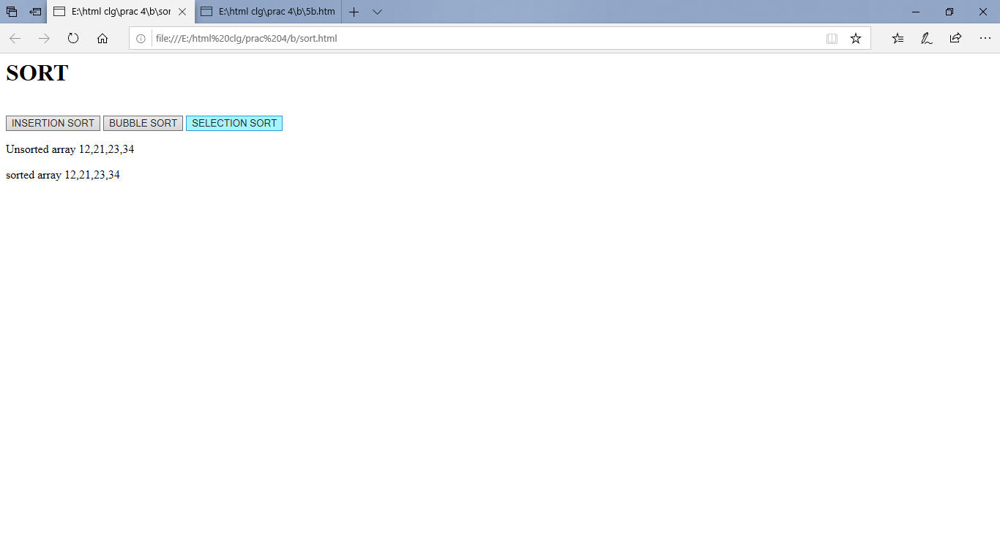 E:\html clg\prac 4\b\sor E:\html clg\prac 4\b\5b.htm
file:///E:/html%20clg/prac%204/b/sort.html
SORT
INSERTION SORT BUBBLE SORT SELECTION SORT
Unsorted array 12,21,23,34
sorted array 12,21,23,34